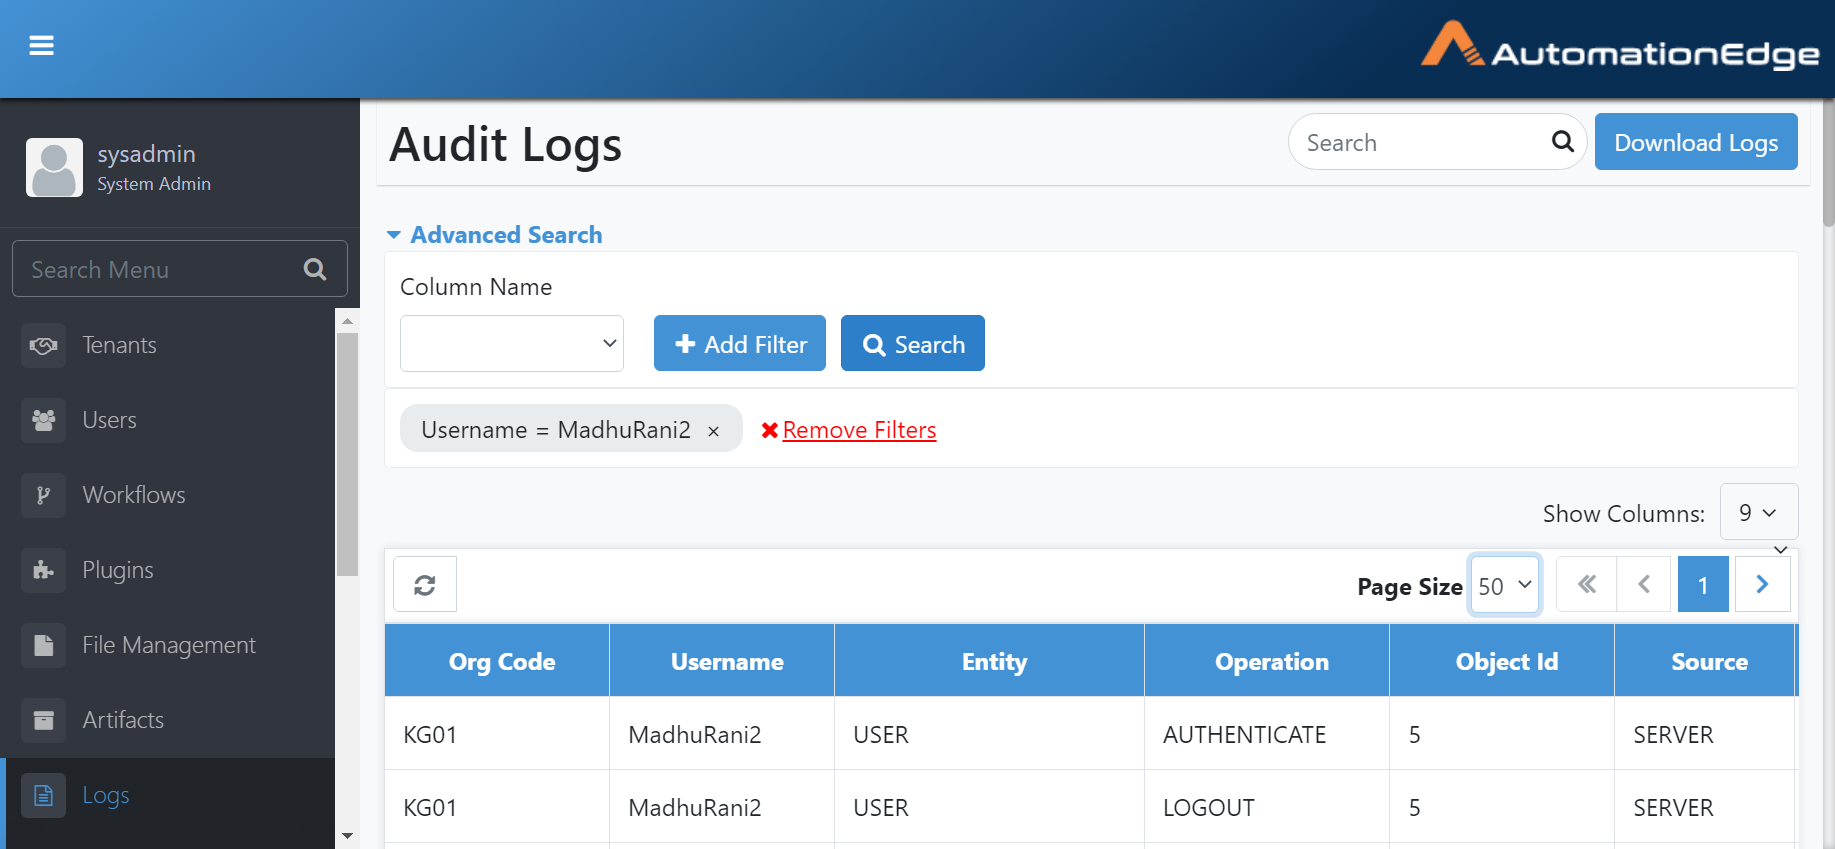 AutomationEdge
sysadmin
System Admin
Search Menu
Tenants
Users
Workflows
Plugins
File Management
Artifacts
Logs
Audit Logs
Search
Download Logs
Advanced Search
Column Name
Add Filter
Search
Username = MadhuRani2 ×
Remove Filters
Show Columns: 9
Page Size 50
1
Org Code Username Entity Operation Object Id Source
KG01 MadhuRani2 USER AUTHENTICATE 5 SERVER
KG01 MadhuRani2 USER LOGOUT 5 SERVER